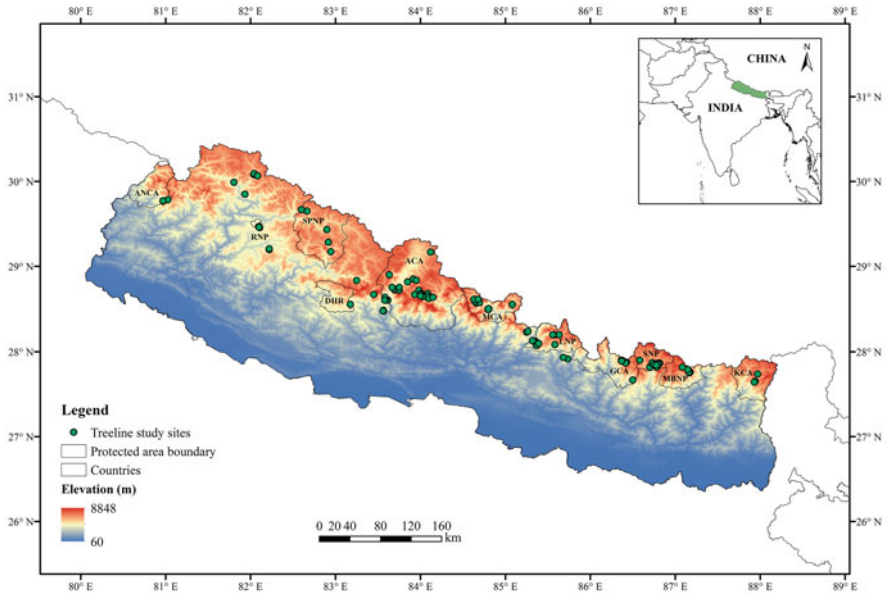 80° E 81° E 82° E 83° E 84° E 85° E 86° E 87° E 88° E 89° E
N
CHINA
INDIA
31° N 31° N
30° N 30° N
29° N 29° N
28° N 28° N
27° N 27° N
26° N 26° N
ANCA
RNP
SPNP
DHR
ACA
MCA
LNP
GCA
SNP
MBNP
KCA
Legend
Treeline study sites
Protected area boundary
Countries
Elevation (m)
8848
60
0 20 40 80 120 160
km
80° E 81° E 82° E 83° E 84° E 85° E 86° E 87° E 88° E 89° E